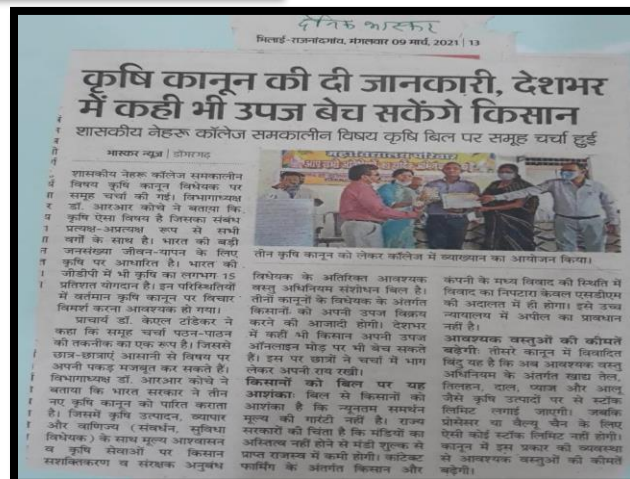 दैनिक भास्कर
भिलाई-राजनांदगांव, मंगलवार 09 मार्च, 2021 | 13
कृषि कानून की दी जानकारी, देशभर
में कही भी उपज बेच सकेंगे किसान
शासकीय नेहरू कॉलेज समकालीन विषय कृषि बिल पर समूह चर्चा हुई
भास्कर न्यूज | डोंगरगढ़
शासकीय नेहरू कॉलेज समकालीन
विषय कृषि कानून विधेयक पर
समूह चर्चा की गई। विभागाध्यक्ष
डॉ. आरआर कोचे ने बताया कि
कृषि ऐसा विषय है जिसका संबंध
प्रत्यक्ष-अप्रत्यक्ष रूप से सभी
वर्गों के साथ है। भारत की बड़ी
जनसंख्या जीवन-यापन के लिए
कृषि पर आधारित है। भारत की
जीडीपी में भी कृषि का लगभग 15
प्रतिशत योगदान है। इन परिस्थितियों
में वर्तमान कृषि कानून पर विचार
विमर्श करना आवश्यक हो गया।
प्राचार्य डॉ. केएल टांडेकर ने
कहा कि समूह चर्चा पठन-पाठन
की तकनीक का एक रूप है। जिससे
छात्र-छात्राएं आसानी से विषय पर
अपनी पकड़ मजबूत कर सकते हैं।
विभागाध्यक्ष डॉ. आरआर कोचे ने
बताया कि भारत सरकार ने तीन
नए कृषि कानून को पारित कराता
है। जिसमें कृषि उत्पादन, व्यापार
और वाणिज्य (संवर्धन, सुविधा
विधेयक) के साथ मूल्य आश्वासन
व कृषि सेवाओं पर किसान
सशक्तिकरण व संरक्षक अनुबंध
तीन कृषि कानून को लेकर कॉलेज में व्याख्यान का आयोजन किया।
विधेयक के अतिरिक्त आवश्यक
वस्तु अधिनियम संशोधन बिल है।
तीनों कानूनों के विधेयक के अंतर्गत
किसानों को अपनी उपज विक्रय
करने की आजादी होगी। देशभर
में कही भी किसान अपनी उपज
ऑनलाइन मोड़ पर भी बेच सकते
हैं। इस पर छात्रों ने चर्चा में भाग
लेकर अपनी राय रखी।
किसानों को बिल पर यह
आशंका: बिल से किसानों को
आशंका है कि न्यूनतम समर्थन
मूल्य की गारंटी नहीं है। राज्य
सरकारों की चिंता है कि मंडियों का
अस्तित्व नहीं होने से मंडी शुल्क से
प्राप्त राजस्व में कमी होगी। कांटेक्ट
फार्मिंग के अंतर्गत किसान और
कंपनी के मध्य विवाद की स्थिति में
विवाद का निपटारा केवल एसडीएम
की अदालत में ही होगा। इसे उच्च
न्यायालय में अपील का प्रावधान
नहीं है।
आवश्यक वस्तुओं की कीमतें
बढ़ेगी: तीसरे कानून में विवादित
बिंदु यह है कि अब आवश्यक वस्तु
अधिनियम के अंतर्गत खाद्य तेल,
तिलहन, दाल, प्याज और आलू
जैसे कृषि उत्पादों पर से स्टॉक
लिमिट लगाई जाएगी। जबकि
प्रोसेसर या वैल्यू चैन के लिए
ऐसी कोई स्टॉक लिमिट नहीं होगी।
कानून में इस प्रकार की व्यवस्था
से आवश्यक वस्तुओं की कीमतें
बढ़ेगी।